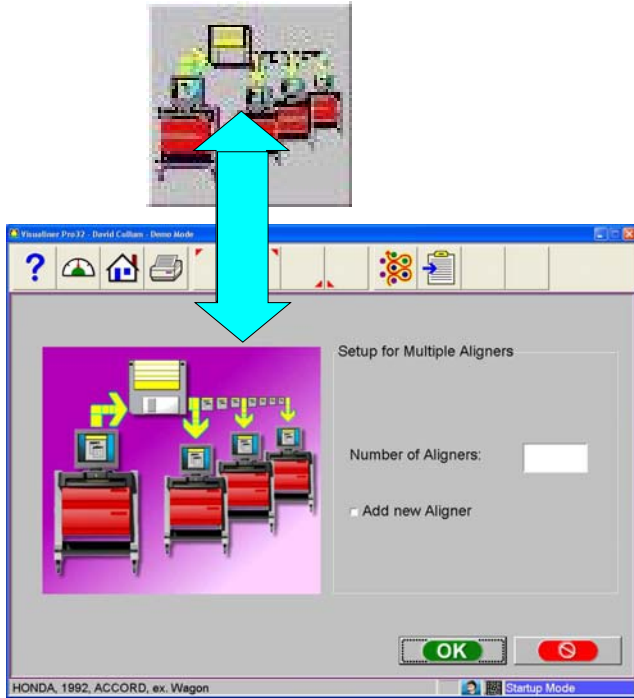 Visualiner Pro32 - David Cullum - Demo Mode
?
Setup for Multiple Aligners
Number of Aligners:
Add new Aligner
OK
HONDA, 1992, ACCORD, ex. Wagon
Startup Mode